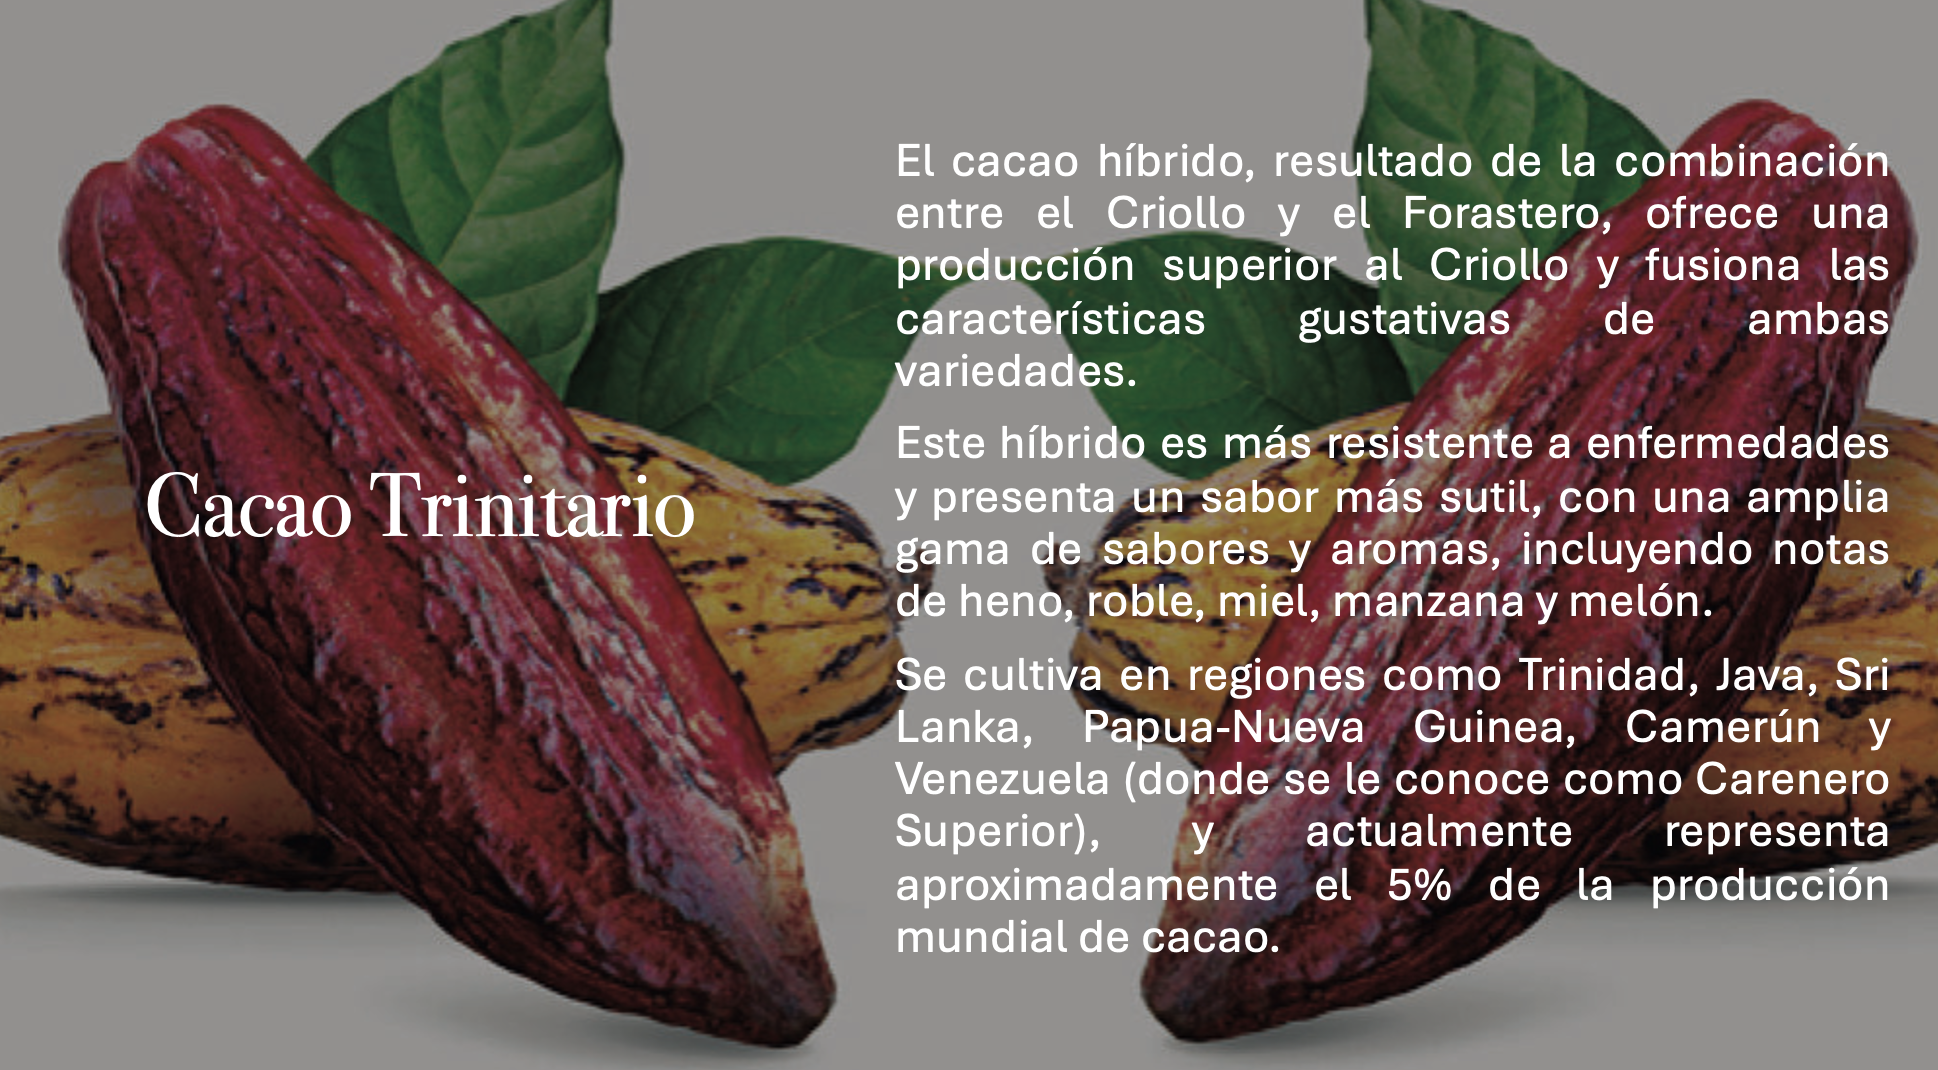 Cacao Trinitario
El cacao híbrido, resultado de la combinación
entre el Criollo y el Forastero, ofrece una
producción superior al Criollo y fusiona las
características gustativas de ambas
variedades.
Este híbrido es más resistente a enfermedades
y presenta un sabor más sutil, con una amplia
gama de sabores y aromas, incluyendo notas
de heno, roble, miel, manzana y melón.
Se cultiva en regiones como Trinidad, Java, Sri
Lanka, Papua-Nueva Guinea, Camerún y
Venezuela (donde se le conoce como Carenero
Superior), y actualmente representa
aproximadamente el 5% de la producción
mundial de cacao.